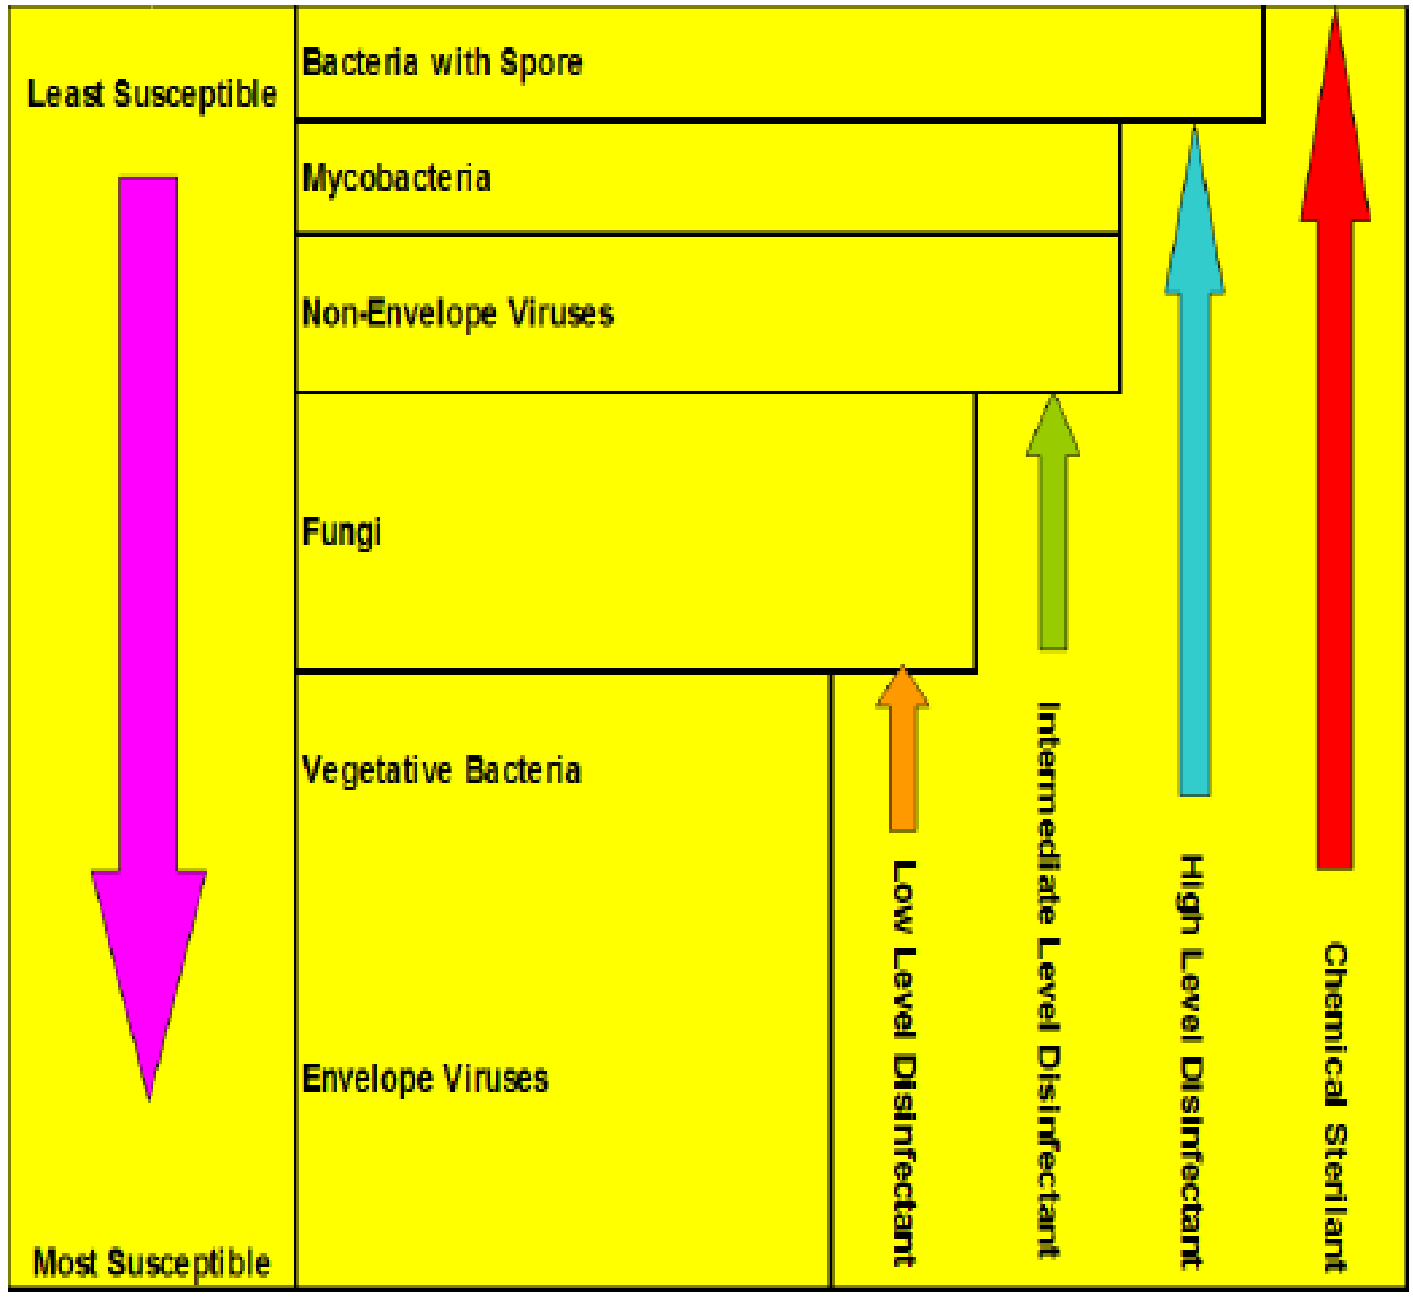 Least Susceptible
Most Susceptible
Bacteria with Spore
Mycobacteria
Non-Envelope Viruses
Fungi
Vegetative Bacteria
Envelope Viruses
Low Level Disinfectant
Intermediate Level Disinfectant
High Level Disinfectant
Chemical Sterilant